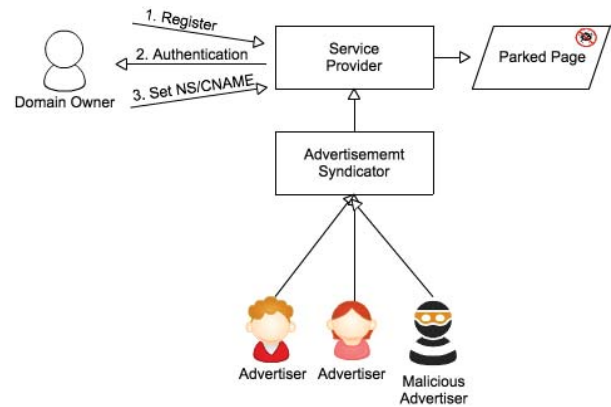 1. Register
2. Authentication
3. Set NS/CNAME
Domain Owner
Service
Provider
Parked Page
Advertisememt
Syndicator
Advertiser
Advertiser
Malicious
Advertiser